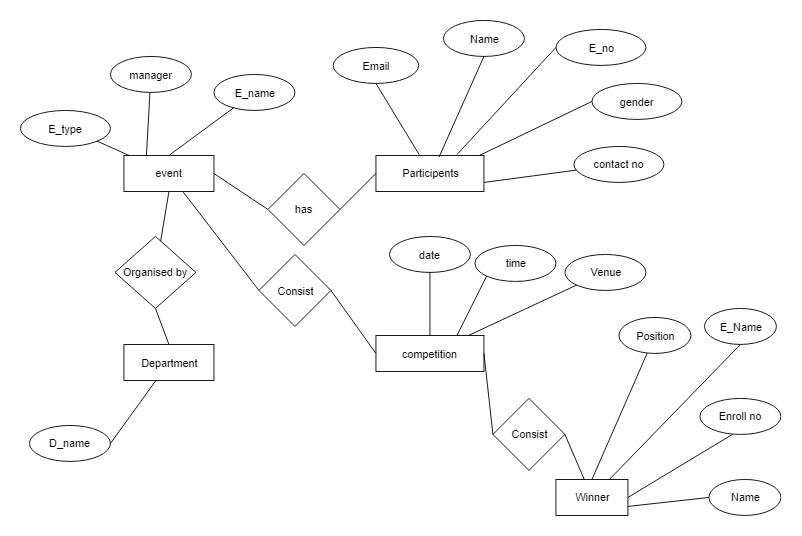 Name
E_no
Email
manager
E_name
gender
E_type
contact no
event
Participents
has
date
time
Venue
Organised by
Consist
E_Name
Position
competition
Department
Enroll no
Consist
D_name
Winner
Name